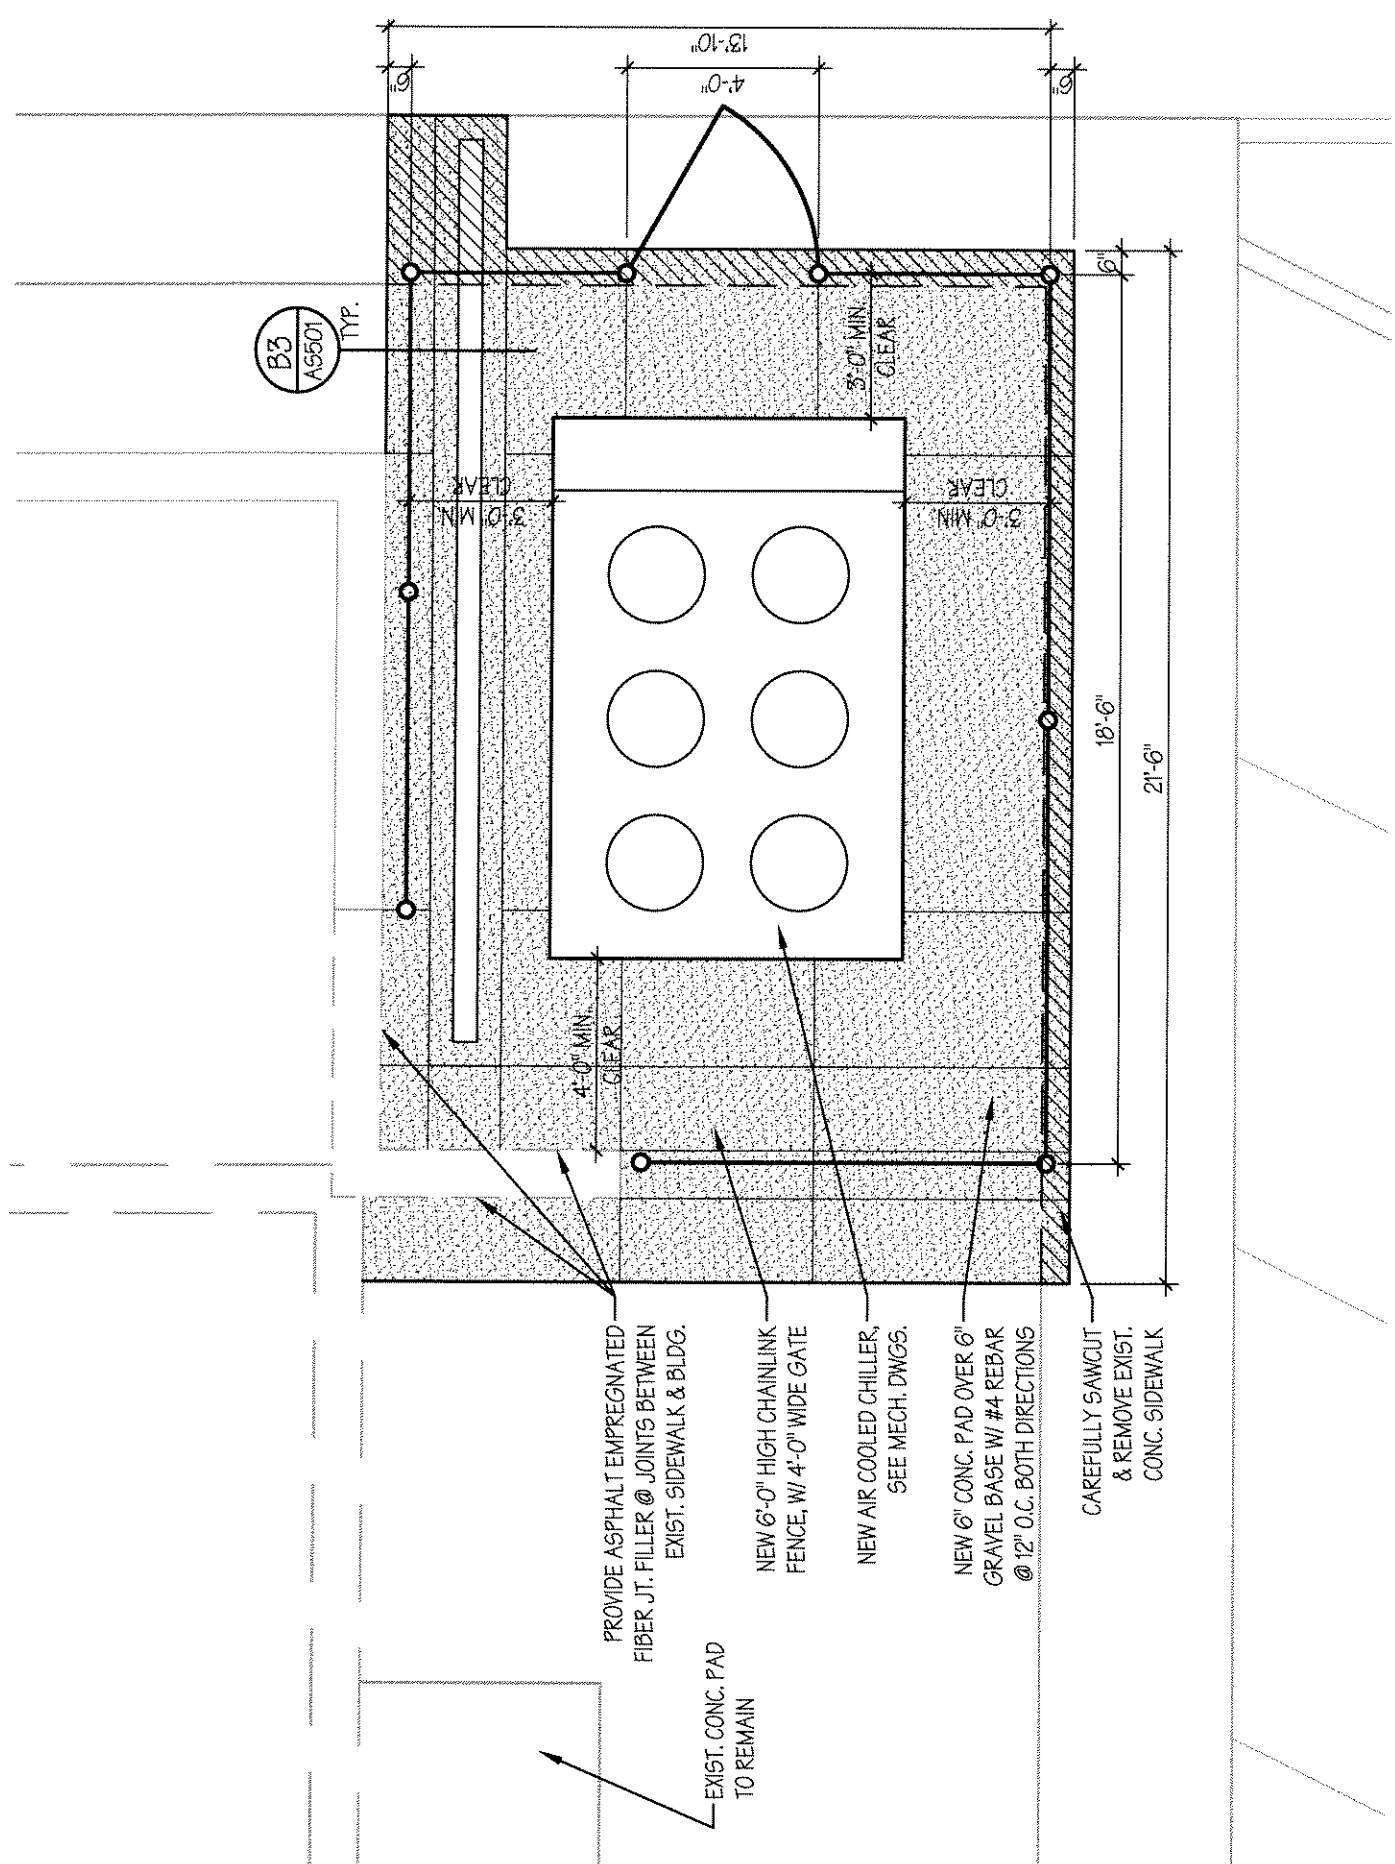 13'-10"
6"
4'-0"
6"
B3
AS501
TYP.
3'-0" MIN.
CLEAR
6"
3'-0" MIN.
CLEAR
3'-0" MIN
CLEAR
18'-6"
21'-6"
4'-0" MIN.
CLEAR
PROVIDE ASPHALT EMPREGNATED
FIBER JT. FILLER @ JOINTS BETWEEN
EXIST. SIDEWALK & BLDG.
NEW 6'-0" HIGH CHAINLINK
FENCE, W/ 4'-0" WIDE GATE
NEW AIR COOLED CHILLER,
SEE MECH. DWGS.
NEW 6" CONC. PAD OVER 6"
GRAVEL BASE W/ #4 REBAR
@ 12" O.C. BOTH DIRECTIONS
CAREFULLY SAWCUT
& REMOVE EXIST.
CONC. SIDEWALK
EXIST. CONC. PAD
TO REMAIN